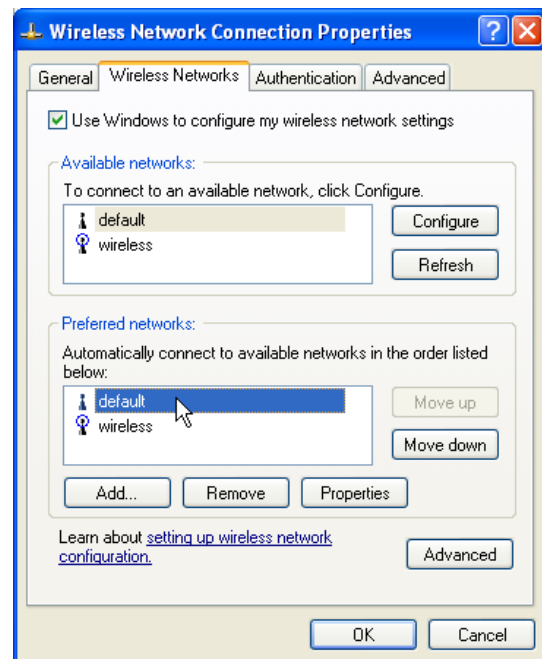 Wireless Network Connection Properties
General Wireless Networks Authentication Advanced
Use Windows to configure my wireless network settings
Available networks:
To connect to an available network, click Configure.
default
Configure
wireless
Refresh
Preferred networks:
Automatically connect to available networks in the order listed
below:
default
Move up
wireless
Move down
Add... Remove Properties
Learn about setting up wireless network
configuration.
Advanced
OK Cancel